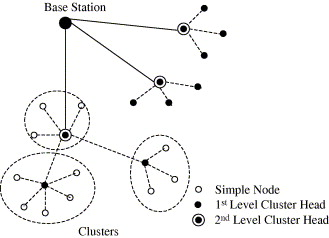 Base Station
Simple Node
1st Level Cluster Head
2nd Level Cluster Head
Clusters